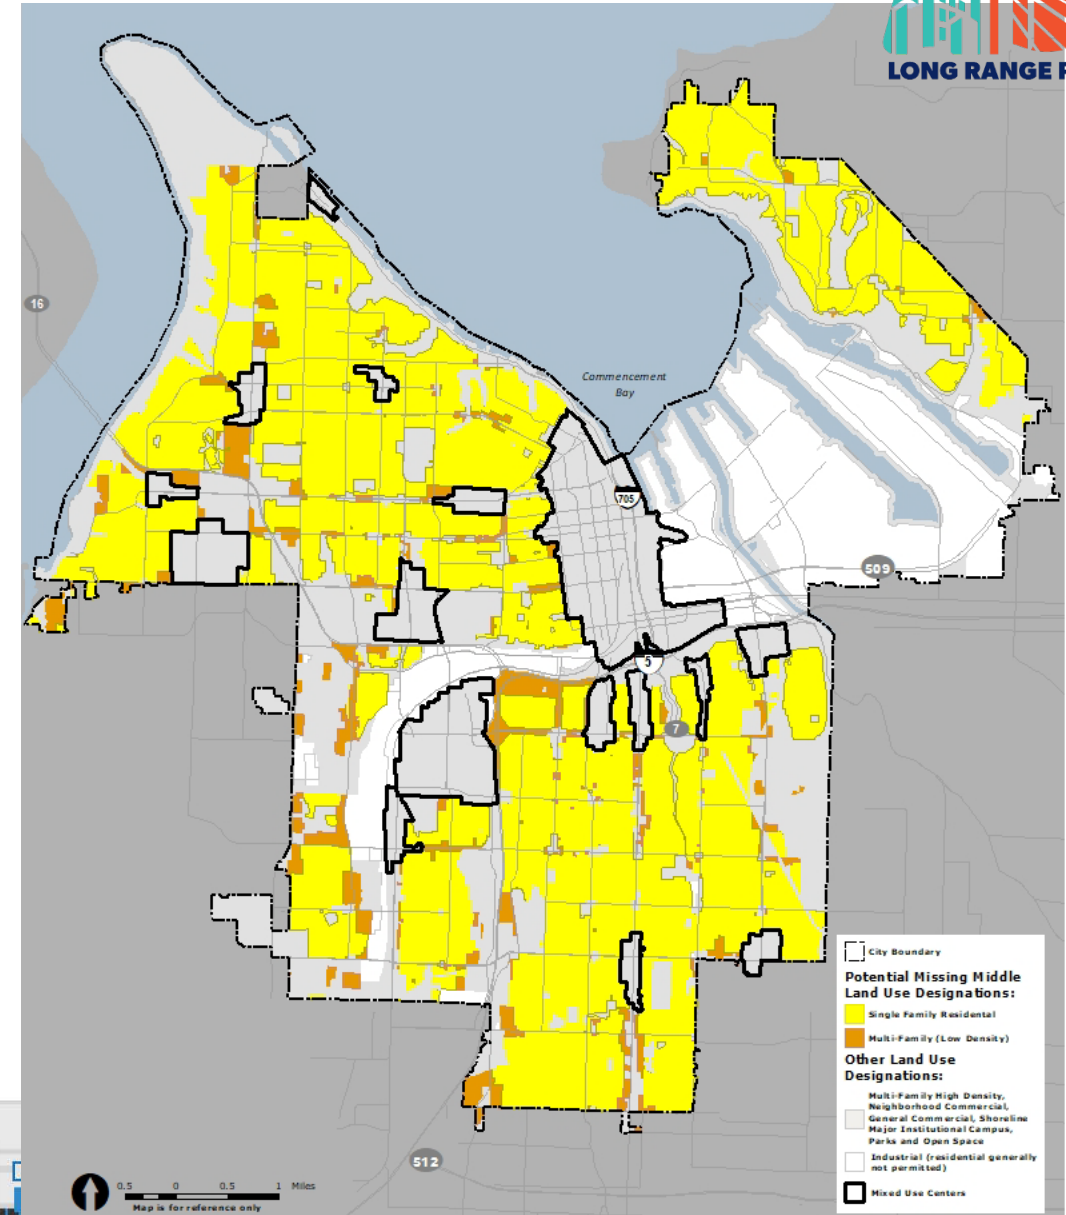 LONG RANGE P
16
Commencement
Bay
705
509
5
7
512
City Boundary
Potential Missing Middle
Land Use Designations:
Single Family Residental
Multi-Family (Low Density)
Other Land Use
Designations:
Multi-Family High Density,
Neighborhood Commercial,
General Commercial, Shoreline
Major Institutional Campus,
Parks and Open Space
Industrial (residential generally
not permitted)
Mixed Use Centers
0.5 0 0.5 1 Miles
Map is for reference only